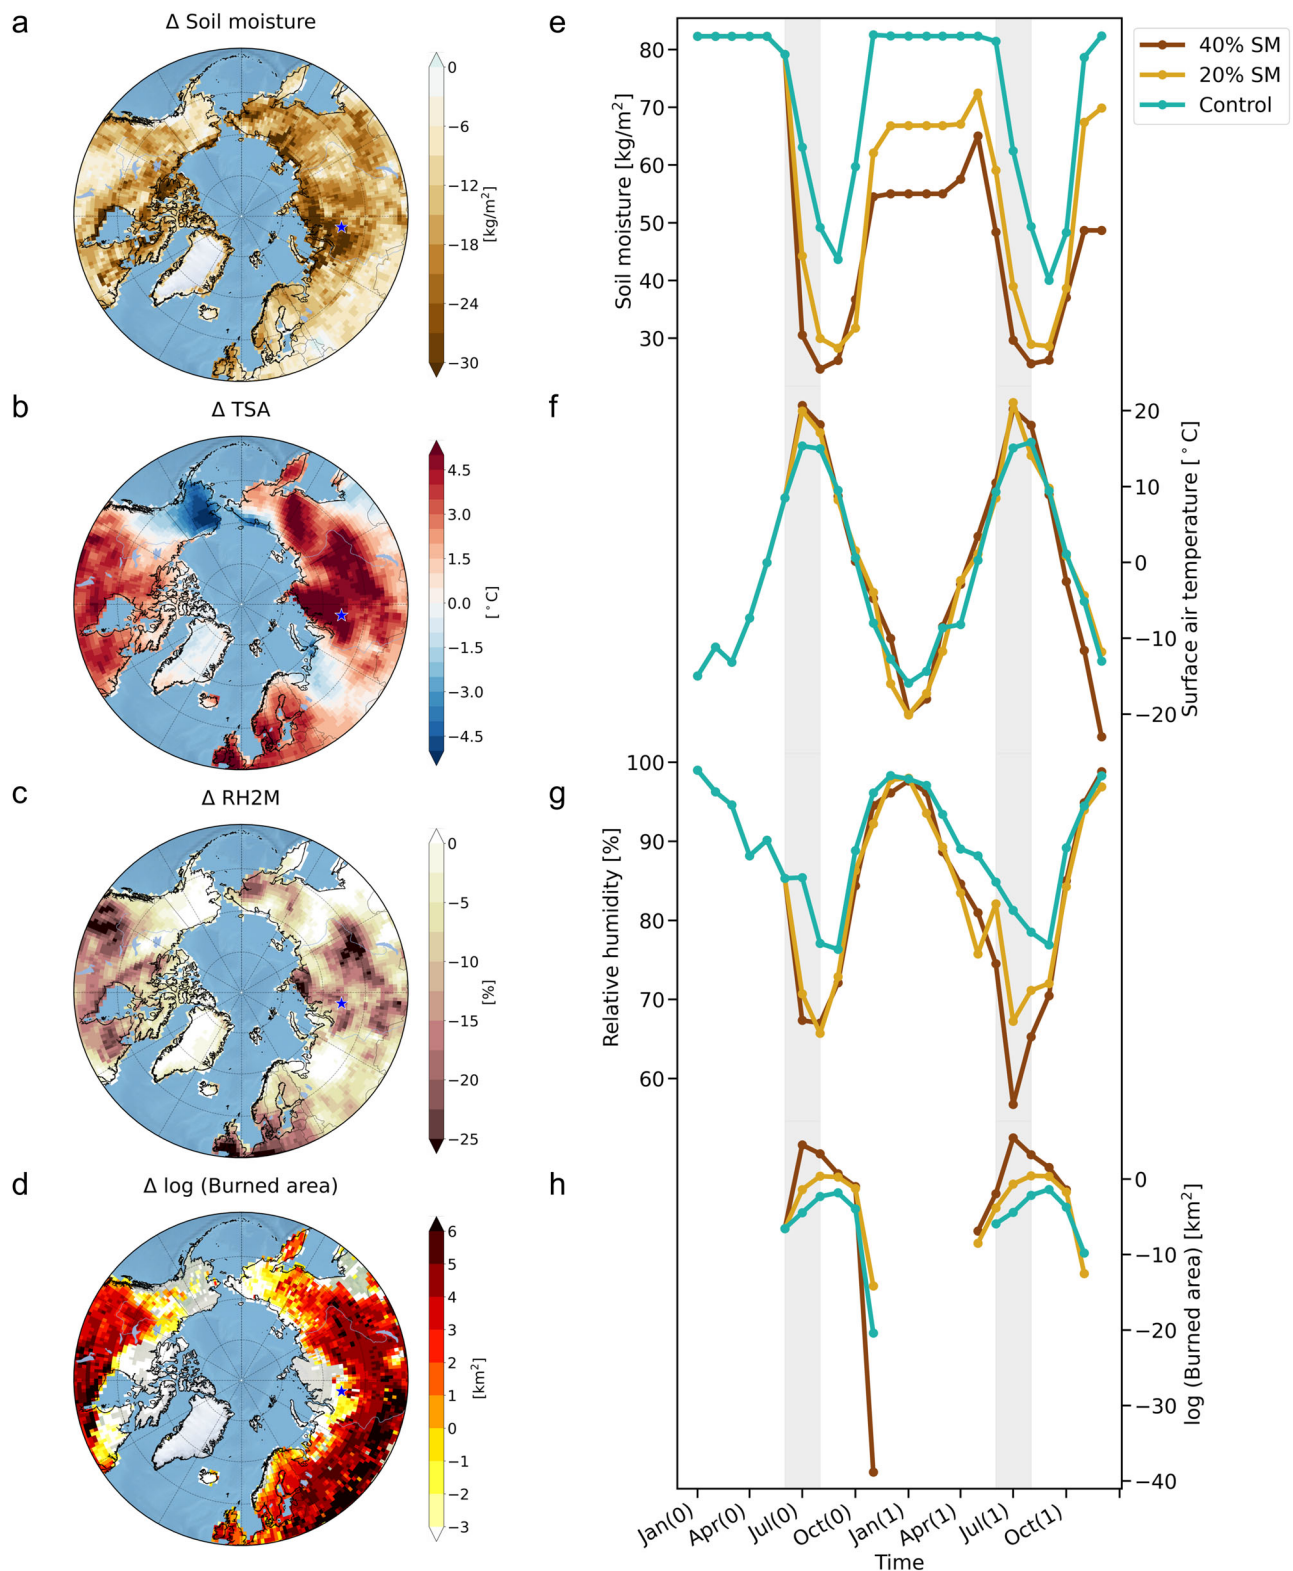 a
Δ Soil moisture
0
−6
−12
−18
−24
−30
[kg/m²]
b
Δ TSA
4.5
3.0
1.5
0.0
−1.5
−3.0
−4.5
[°C]
c
Δ RH2M
0
−5
−10
−15
−20
−25
[%]
d
Δ log (Burned area)
6
5
4
3
2
1
0
−1
−2
−3
[km²]
e
80
70
60
50
40
30
Soil moisture [kg/m²]
40% SM
20% SM
Control
f
20
10
0
−10
−20
Surface air temperature [°C]
g
100
90
80
70
60
Relative humidity [%]
h
0
−10
−20
−30
−40
log (Burned area) [km²]
Jan(0)
Apr(0)
Jul(0)
Oct(0)
Jan(1)
Apr(1)
Jul(1)
Oct(1)
Time